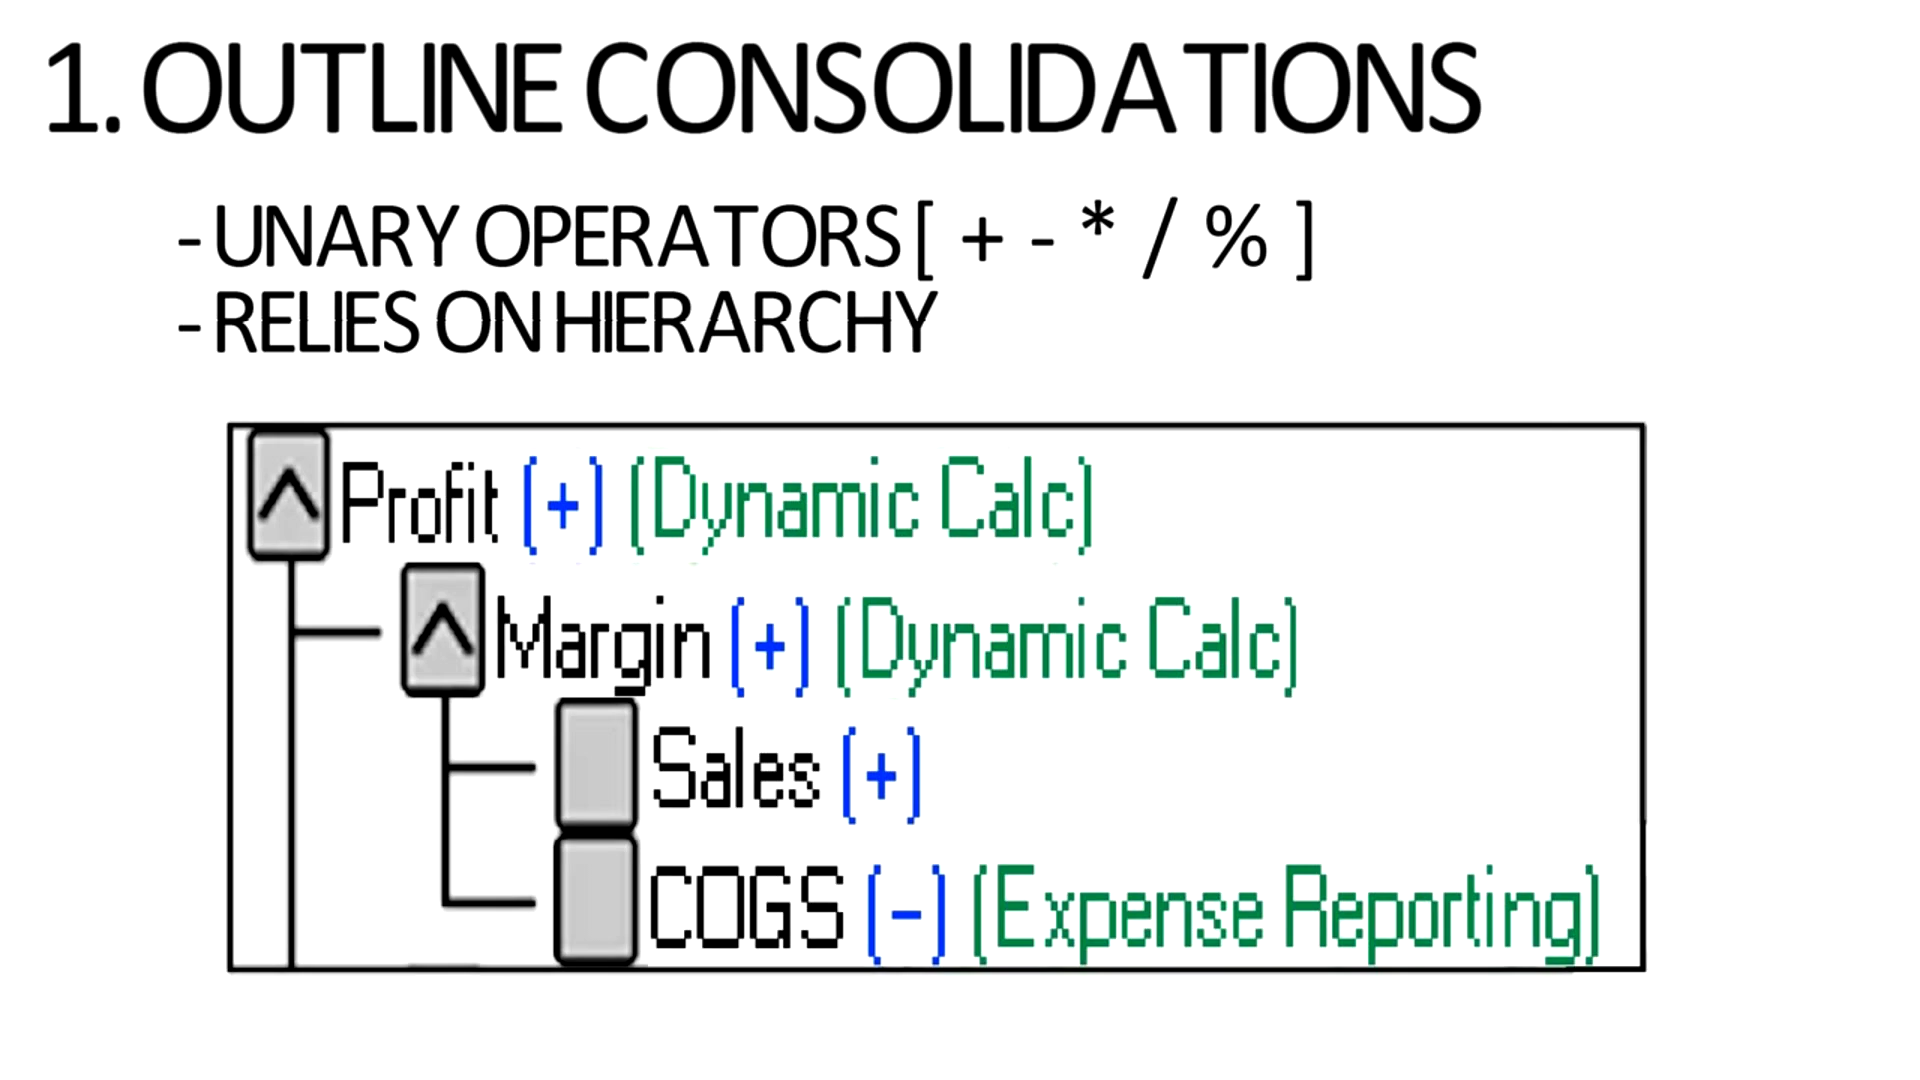 1. OUTLINE CONSOLIDATIONS
- UNARY OPERATORS [ + - * / % ]
- RELIES ON HIERARCHY
Profit (+) (Dynamic Calc)
Margin (+) (Dynamic Calc)
Sales (+)
COGS (-) (Expense Reporting)